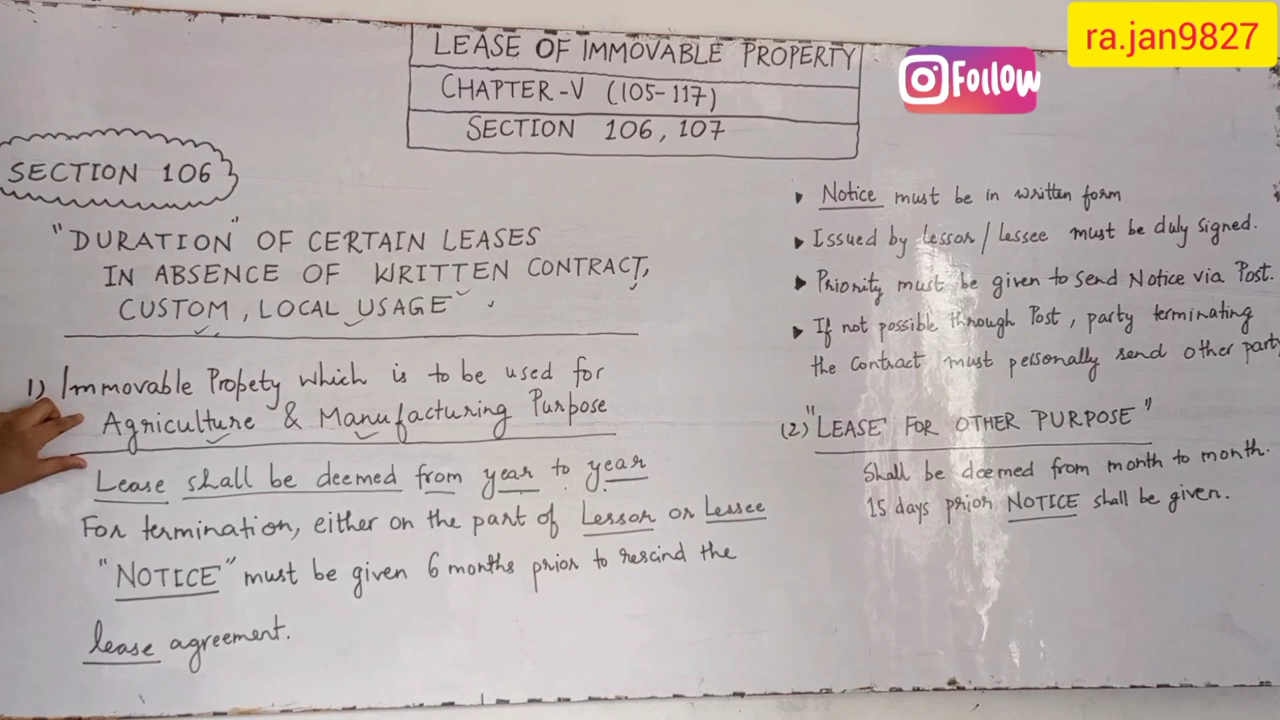 LEASE OF IMMOVABLE PROPERTY
CHAPTER-V (105-117)
SECTION 106, 107
ra.jan9827
Follow
SECTION 106
"DURATION" OF CERTAIN LEASES
IN ABSENCE OF WRITTEN CONTRACT,
CUSTOM, LOCAL USAGE
1) Immovable Propety which is to be used for
Agriculture & Manufacturing Purpose
Lease shall be deemed from year to year
For termination, either on the part of Lessor or Lessee
"NOTICE" must be given 6 months prior to rescind the
lease agreement.
Notice must be in written form
Issued by lessor/lessee must be duly signed.
Priority must be given to send Notice via Post.
If not possible through Post, party terminating
the contract must personally send other party
(2) "LEASE FOR OTHER PURPOSE"
Shall be deemed from month to month.
15 days prior NOTICE shall be given.